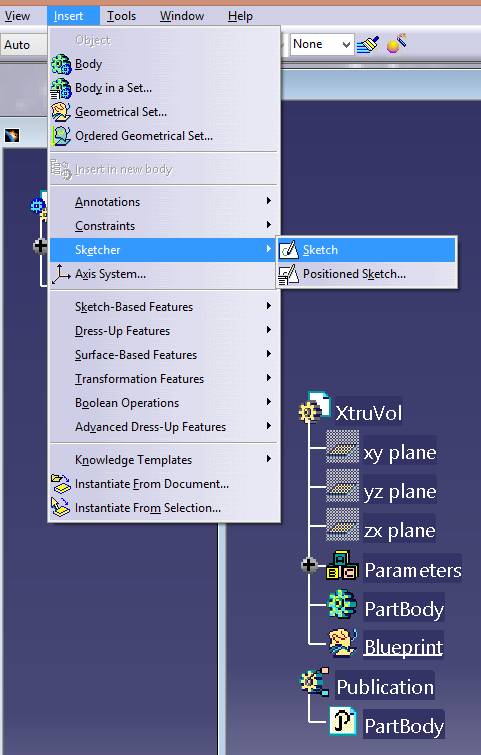 View Insert Tools Window Help
Auto None
Object
Body
Body in a Set...
Geometrical Set...
Ordered Geometrical Set...
Insert in new body
Annotations
Constraints
Sketcher
Sketch
Axis System...
Positioned Sketch...
Sketch-Based Features
Dress-Up Features
Surface-Based Features
Transformation Features
Boolean Operations
Advanced Dress-Up Features
Knowledge Templates
Instantiate From Document...
Instantiate From Selection...
XtruVol
xy plane
yz plane
zx plane
Parameters
PartBody
Blueprint
Publication
PartBody